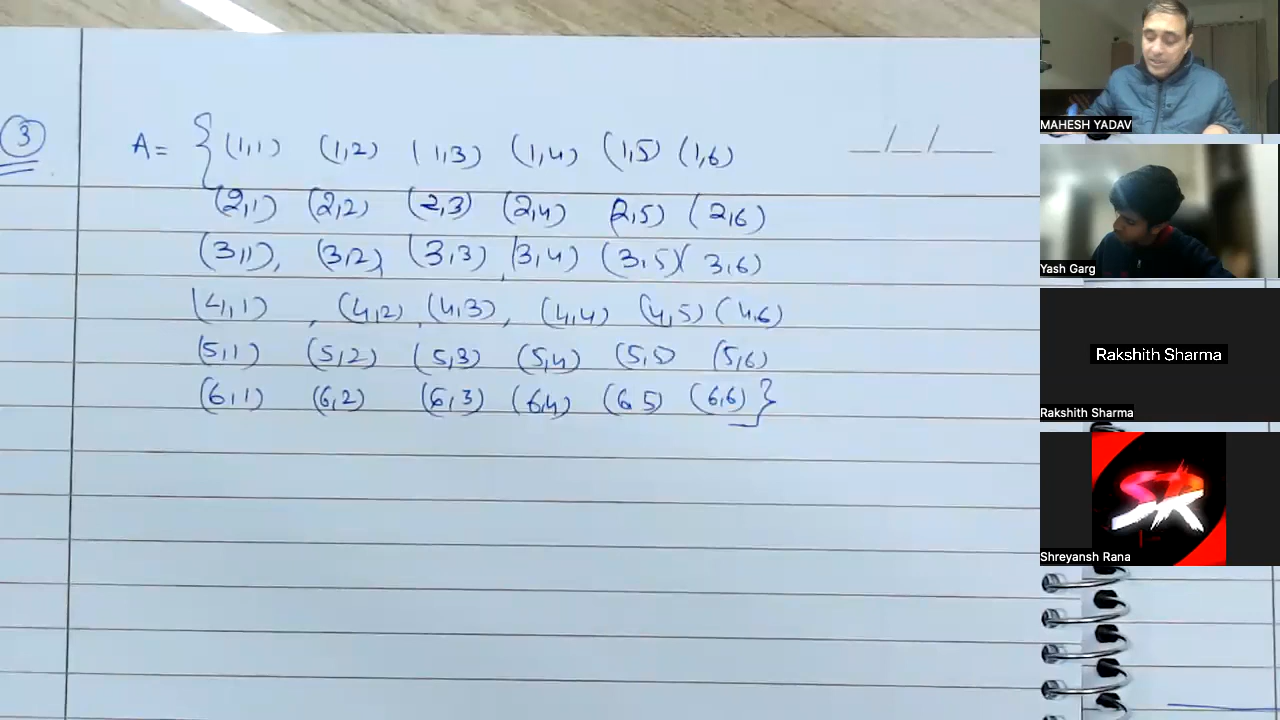 ③
A = { (1,1) (1,2) (1,3) (1,4) (1,5) (1,6)
(2,1) (2,2) (2,3) (2,4) 2,5) (2,6)
(3,1), (3,2), (3,3) (3,4) (3,5) (3,6)
(4,1) , (4,2), (4,3), (4,4) (4,5) (4,6)
(5,1) (5,2) (5,3) (5,4) (5,5) (5,6)
(6,1) (6,2) (6,3) (6,4) (6 5) (6,6) }
__/__/____
MAHESH YADAV
Yash Garg
Rakshith Sharma
Rakshith Sharma
SR
Shreyansh Rana